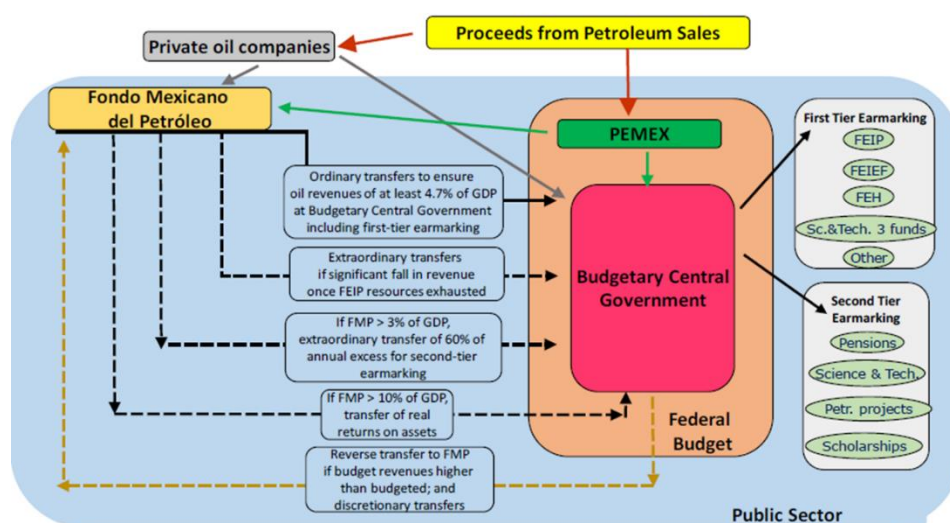 Proceeds from Petroleum Sales
Private oil companies
Fondo Mexicano
del Petróleo
PEMEX
Ordinary transfers to ensure
oil revenues of at least 4.7% of GDP
at Budgetary Central Government
including first-tier earmarking
Extraordinary transfers
if significant fall in revenue
once FEIP resources exhausted
If FMP > 3% of GDP,
extraordinary transfer of 60% of
annual excess for second-tier
earmarking
If FMP > 10% of GDP,
transfer of real
returns on assets
Reverse transfer to FMP
if budget revenues higher
than budgeted; and
discretionary transfers
Budgetary Central
Government
Federal
Budget
First Tier Earmarking
FEIP
FEIEF
FEH
Sc.&Tech. 3 funds
Other
Second Tier
Earmarking
Pensions
Science & Tech.
Petr. projects
Scholarships
Public Sector